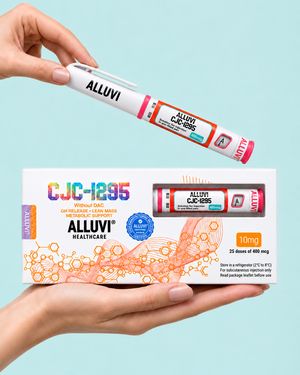 ALLUVI
ALLUVI
CJC-1295
CJC-1295
Without DAC
GH RELEASE • LEAN MASS
METABOLIC SUPPORT
ALLUVI®
HEALTHCARE
ALLUVI
ALLUVI
CJC-1295
10mg
25 doses of 400 mcg
Store in a refrigerator (2°C to 8°C)
For subcutaneous injection only
Read package leaflet before use